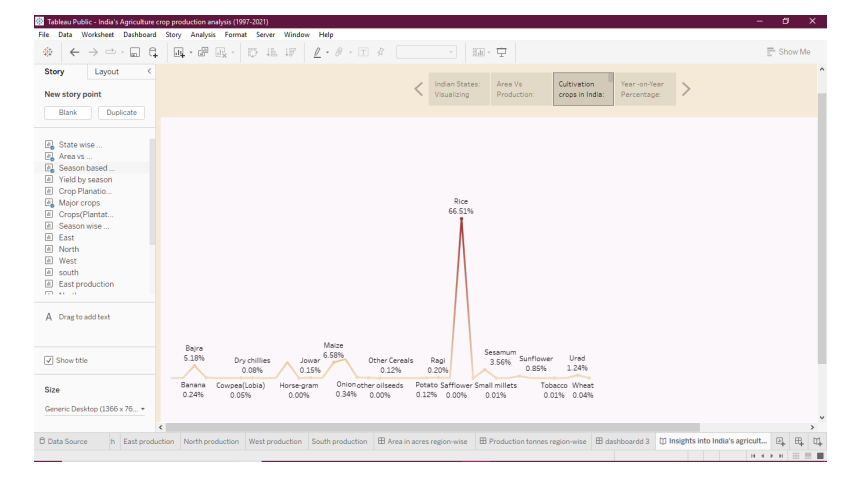 Tableau Public - India's Agriculture crop production analysis (1997-2021)
File Data Worksheet Dashboard Story Analysis Format Server Window Help
Show Me
Story Layout
New story point
Blank Duplicate
State wise ...
Area vs ...
Season based ...
Yield by season
Crop Planatio...
Major crops
Crops(Plantat...
Season wise ...
East
North
West
south
East production
A Drag to add text
Show title
Size
Generic Desktop (1366 x 76...
Indian States: Visualizing
Area Vs Production:
Cultivation crops in India:
Year -on-Year Percentage:
Rice
66.51%
Bajra
5.18%
Dry chillies
0.08%
Jowar
0.15%
Maize
6.58%
Other Cereals
0.12%
Ragi
0.20%
Sesamum
3.56%
Sunflower
0.85%
Urad
1.24%
Banana
0.24%
Cowpea(Lobia)
0.05%
Horse-gram
0.00%
Onion
0.34%
other oilseeds
0.00%
Potato
0.12%
Safflower
0.00%
Small millets
0.01%
Tobacco
0.01%
Wheat
0.04%
Data Source h East production North production West production South production Area in acres region-wise Production tonnes region-wise dashboardd 3 Insights into India's agricult...